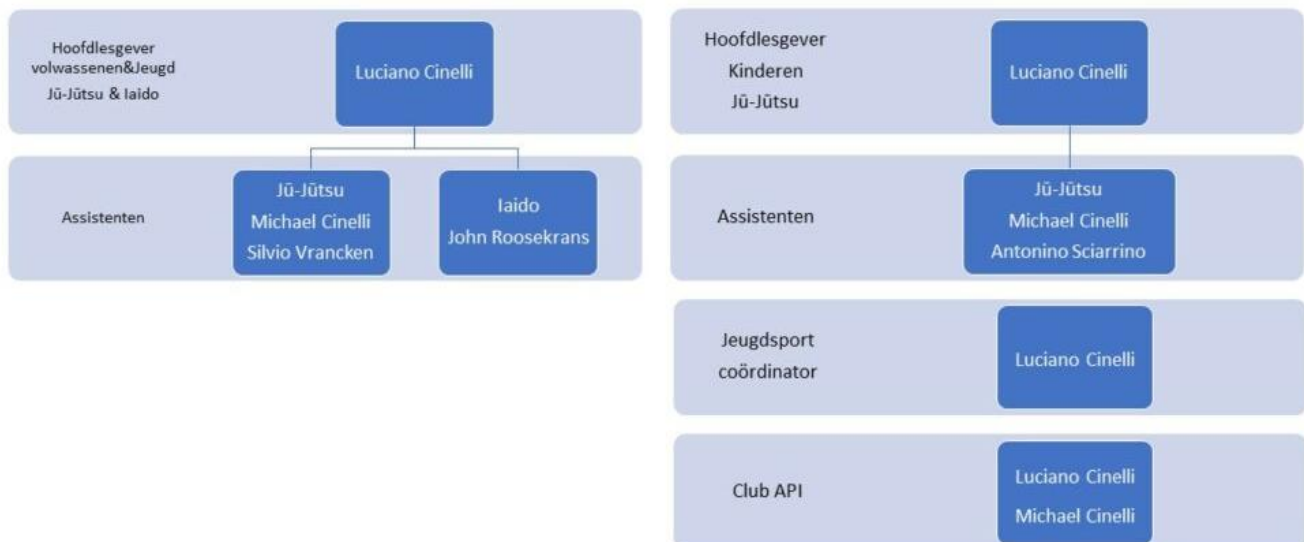 Hoofdlesgever
volwassenen&Jeugd
Jū-Jūtsu & Iaido
Luciano Cinelli
Assistenten
Jū-Jūtsu
Michael Cinelli
Silvio Vrancken
Iaido
John Roosekrans
Hoofdlesgever
Kinderen
Jū-Jūtsu
Luciano Cinelli
Assistenten
Jū-Jūtsu
Michael Cinelli
Antonino Sciarrino
Jeugdsport
coördinator
Luciano Cinelli
Club API
Luciano Cinelli
Michael Cinelli